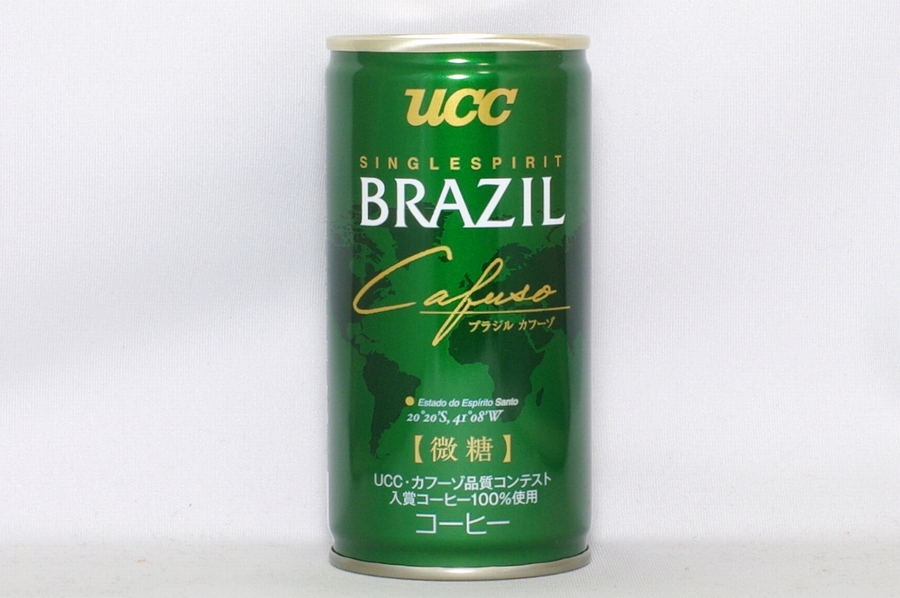 UCC
SINGLESPIRIT
BRAZIL
Cafuso
ブラジル カフーゾ
Estado do Espírito Santo
20°20'S, 41°08'W
【微糖】
UCC・カフーゾ品質コンテスト
入賞コーヒー100%使用
コーヒー